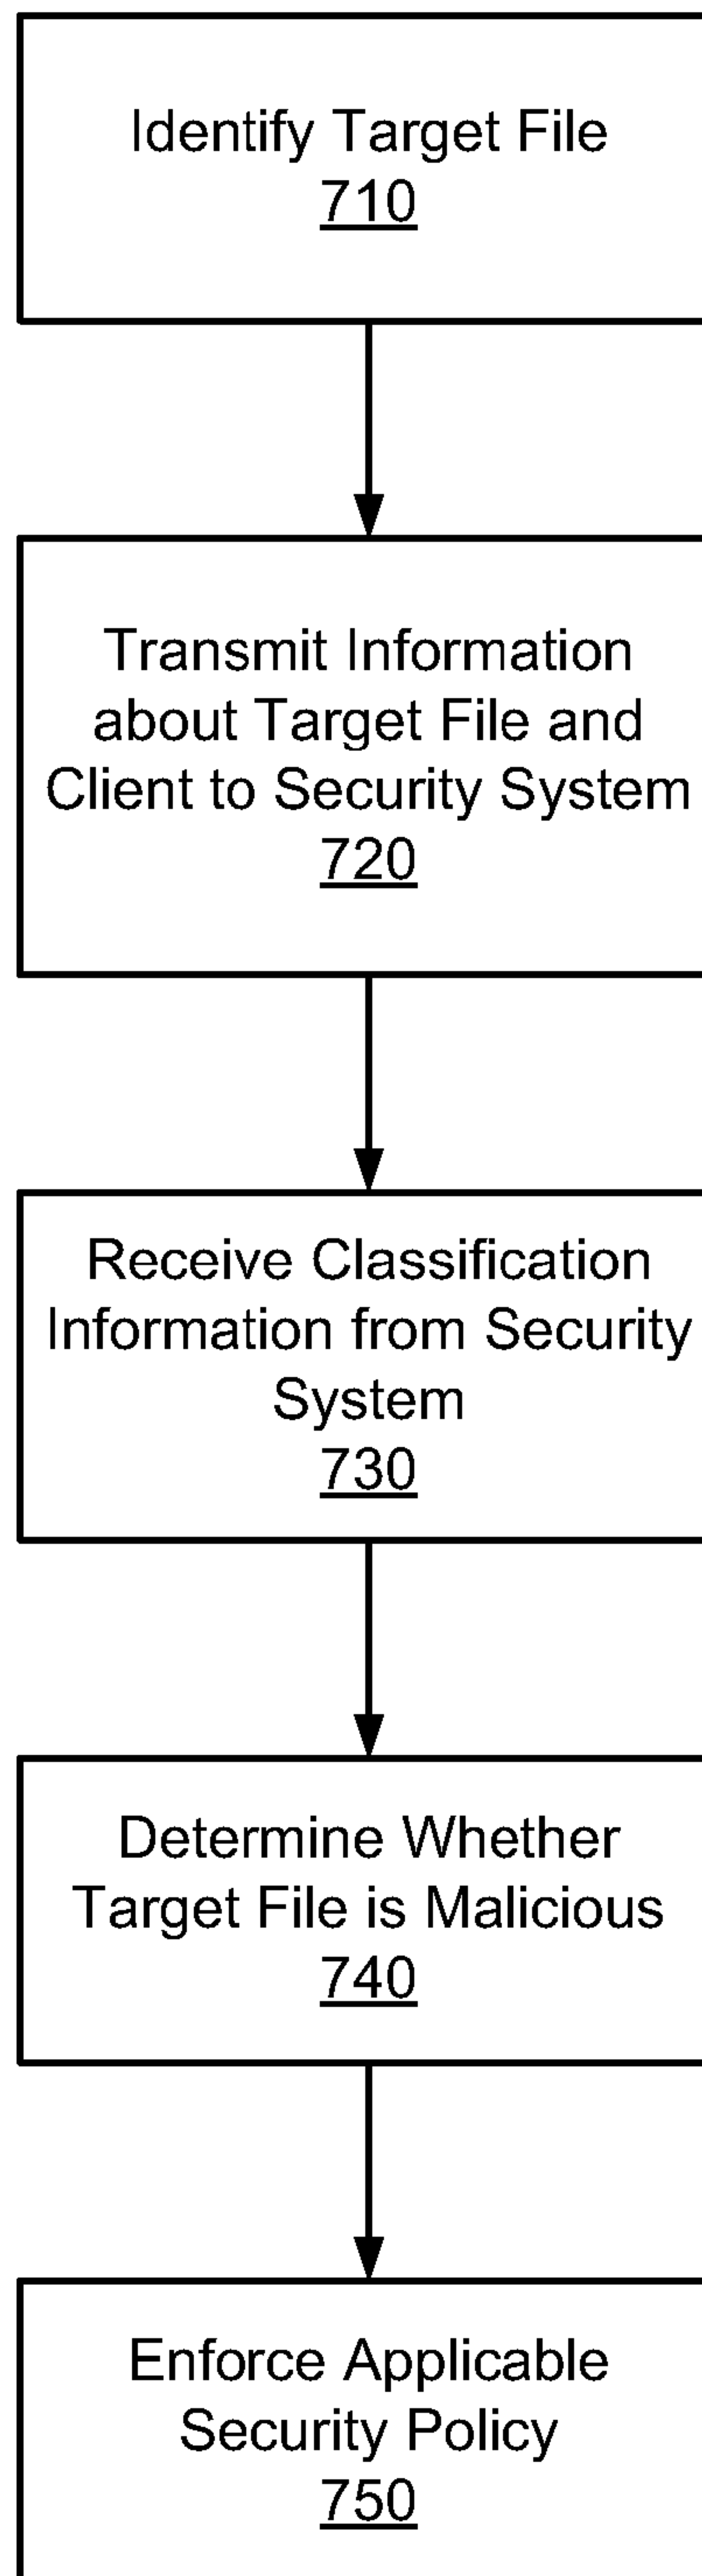 Identify Target File
710
Transmit Information
about Target File and
Client to Security System
720
Receive Classification
Information from Security
System
730
Determine Whether
Target File is Malicious
740
Enforce Applicable
Security Policy
750